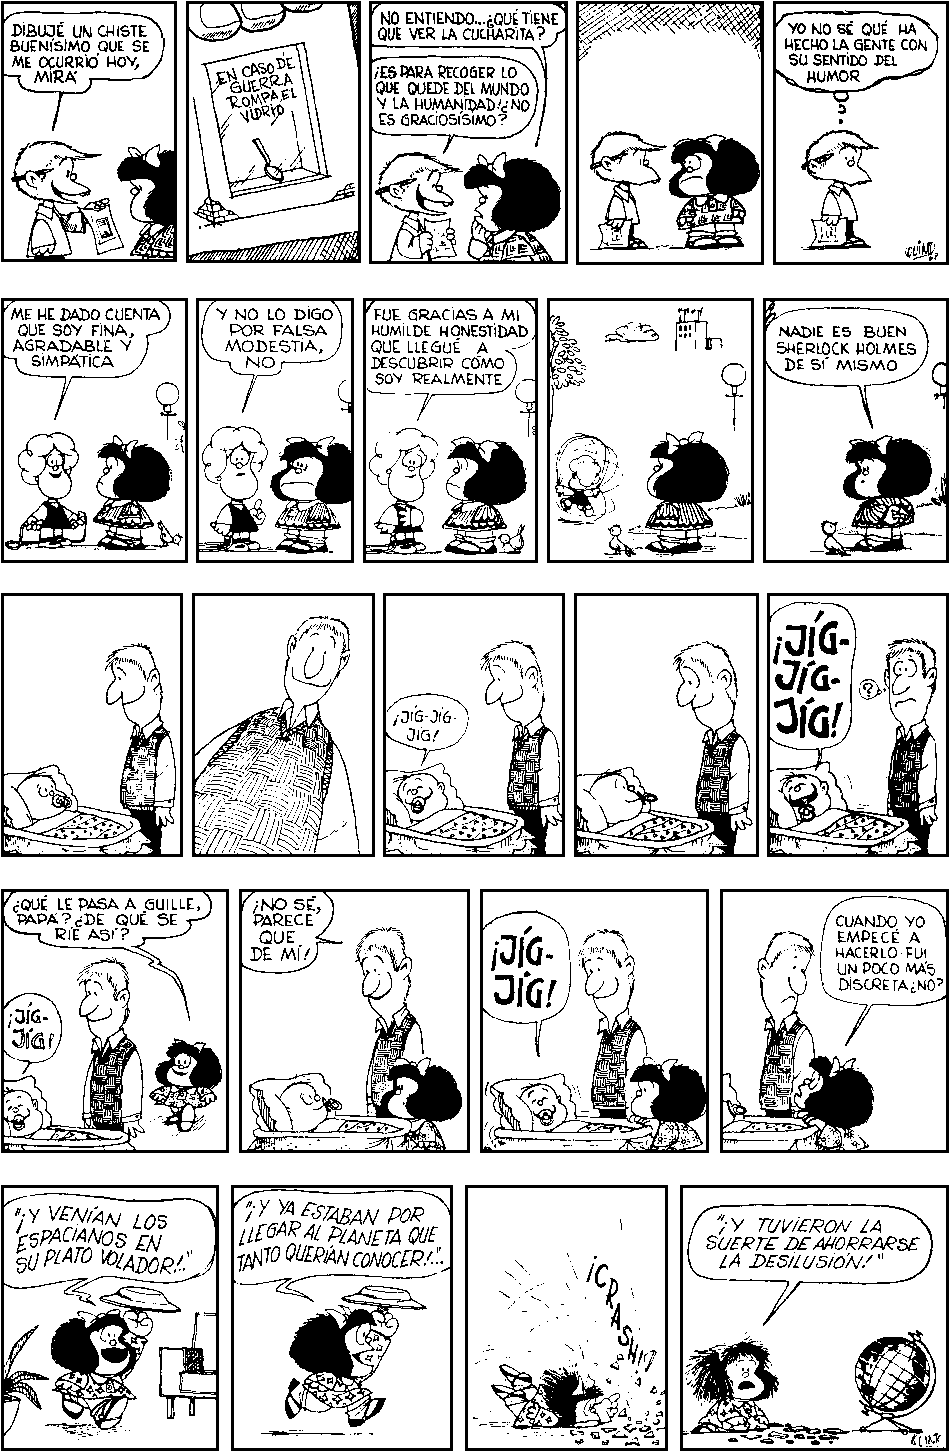 DIBUJÉ UN CHISTE
BUENÍSIMO QUE SE
ME OCURRIÓ HOY,
MIRÁ
EN CASO DE
GUERRA
ROMPA EL
VIDRIO
NO ENTIENDO...¿QUÉ TIENE
QUE VER LA CUCHARITA?
¡ES PARA RECOGER LO
QUE QUEDE DEL MUNDO
Y LA HUMANIDAD! ¿NO
ES GRACIOSÍSIMO?
YO NO SÉ QUÉ HA
HECHO LA GENTE CON
SU SENTIDO DEL
HUMOR
QUINO
ME HE DADO CUENTA
QUE SOY FINA,
AGRADABLE Y
SIMPÁTICA
Y NO LO DIGO
POR FALSA
MODESTIA,
NO
FUE GRACIAS A MI
HUMILDE HONESTIDAD
QUE LLEGUÉ A
DESCUBRIR CÓMO
SOY REALMENTE
NADIE ES BUEN
SHERLOCK HOLMES
DE SÍ MISMO
¡JÍG-JÍG-
JÍG!
¡JÍG-
JÍG-
JÍG!
?
¿QUÉ LE PASA A GUILLE,
PAPÁ? ¿DE QUÉ SE
RÍE ASÍ?
¡JÍG-
JÍG!
¡NO SÉ,
PARECE
QUE
DE MÍ!
¡JÍG-
JÍG!
CUANDO YO
EMPECÉ A
HACERLO FUI
UN POCO MÁS
DISCRETA ¿NO?
"¡Y VENÍAN LOS
ESPACIANOS EN
SU PLATO VOLADOR!.."
"¡Y YA ESTABAN POR
LLEGAR AL PLANETA QUE
TANTO QUERÍAN CONOCER!..."
¡CRASH!!
"¡Y TUVIERON LA
SUERTE DE AHORRARSE
LA DESILUSIÓN!"